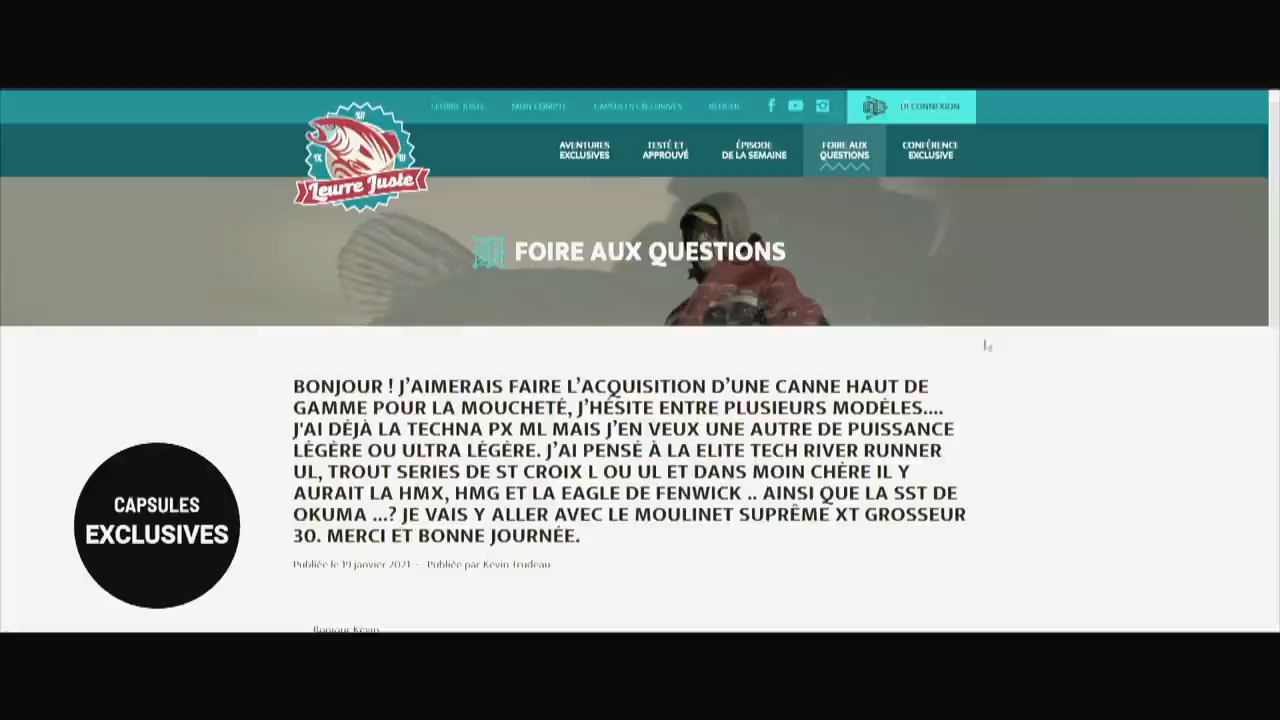 LEURRE JUSTE MON COMPTE CAPSULES EXCLUSIVES BLOGUE DÉCONNEXION
Leurre Juste
AVENTURES EXCLUSIVES
TESTÉ ET APPROUVÉ
ÉPISODE DE LA SEMAINE
FOIRE AUX QUESTIONS
CONFÉRENCE EXCLUSIVE
FOIRE AUX QUESTIONS
BONJOUR ! J’AIMERAIS FAIRE L’ACQUISITION D’UNE CANNE HAUT DE
GAMME POUR LA MOUCHETÉ, J’HÉSITE ENTRE PLUSIEURS MODÈLES....
J'AI DÉJÀ LA TECHNA PX ML MAIS J’EN VEUX UNE AUTRE DE PUISSANCE
LÉGÈRE OU ULTRA LÉGÈRE. J’AI PENSÉ À LA ELITE TECH RIVER RUNNER
UL, TROUT SERIES DE ST CROIX L OU UL ET DANS MOIN CHÈRE IL Y
AURAIT LA HMX, HMG ET LA EAGLE DE FENWICK .. AINSI QUE LA SST DE
OKUMA ...? JE VAIS Y ALLER AVEC LE MOULINET SUPRÊME XT GROSSEUR
30. MERCI ET BONNE JOURNÉE.
Publiée le 19 janvier 2021 - Publiée par Kevin Trudeau
CAPSULES
EXCLUSIVES
Bonjour Kevin